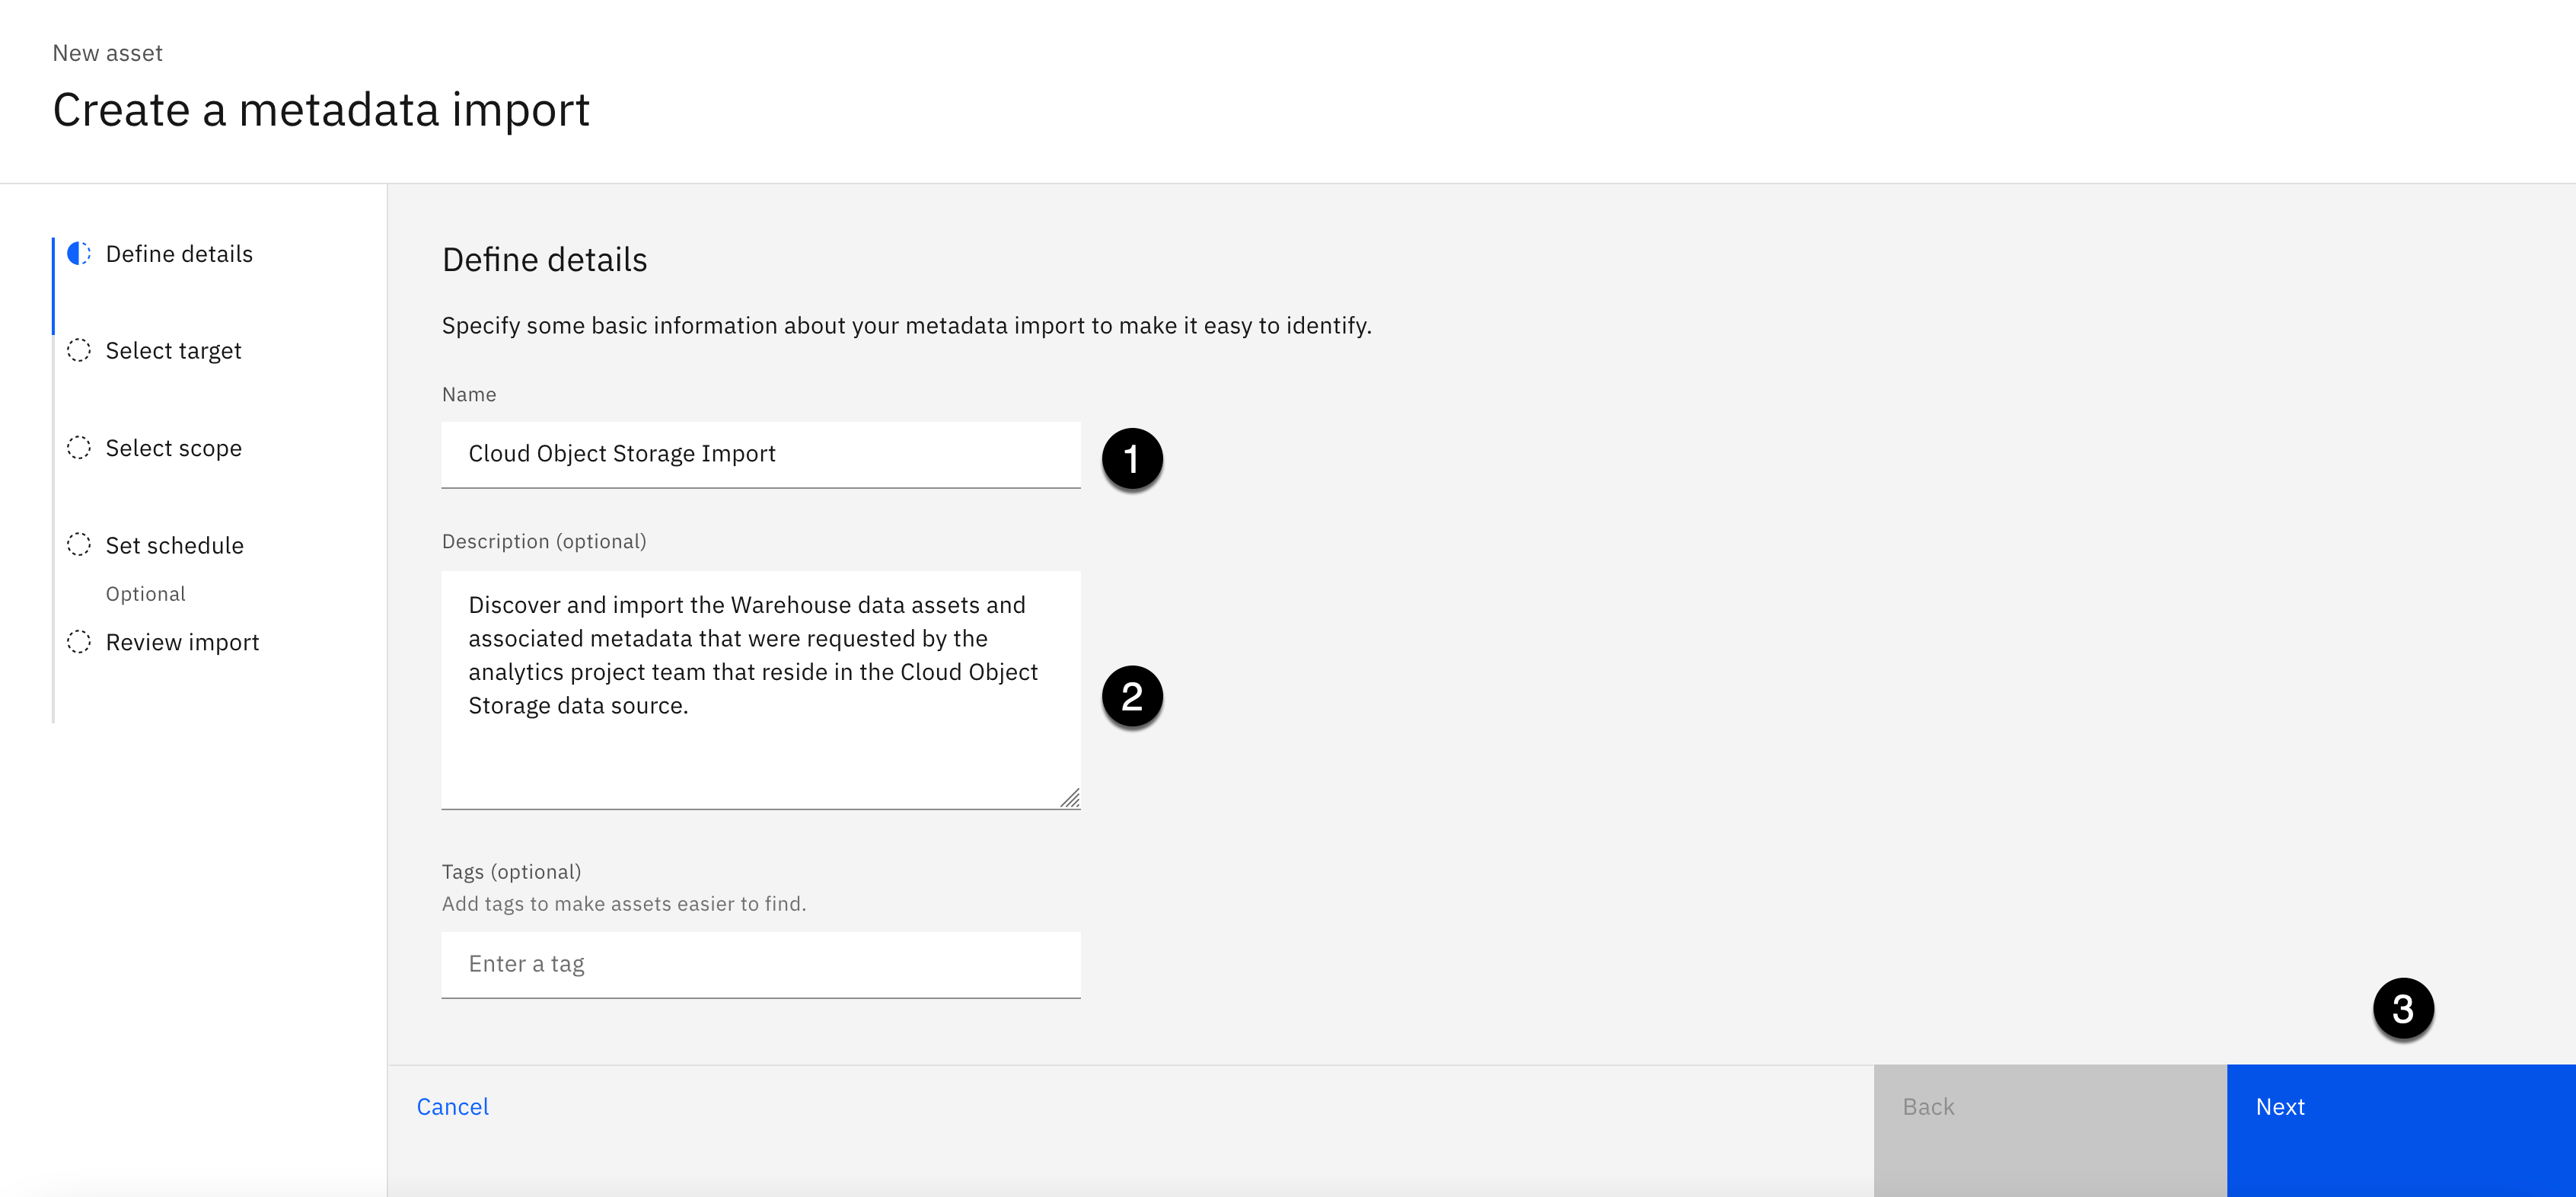 New asset
Create a metadata import
Define details
Select target
Select scope
Set schedule
Optional
Review import
Define details
Specify some basic information about your metadata import to make it easy to identify.
Name
Cloud Object Storage Import
1
Description (optional)
Discover and import the Warehouse data assets and
associated metadata that were requested by the
analytics project team that reside in the Cloud Object
Storage data source.
2
Tags (optional)
Add tags to make assets easier to find.
Enter a tag
3
Cancel
Back
Next